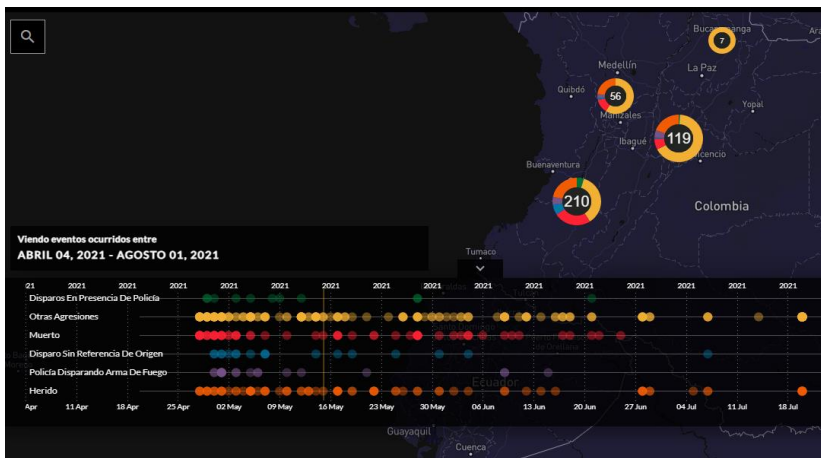 Bucaramanga
7
Medellín
La Paz
Quibdó
56
Yopal
Manizales
Ibagué
119
Buenaventura
210
Colombia
Viendo eventos ocurridos entre
ABRIL 04, 2021 - AGOSTO 01, 2021
Tumaco
21 2021 2021 2021 2021 2021 2021 2021 2021 2021 2021 2021 2021 2021 2021 2021
Disparos En Presencia De Policía
Otras Agresiones
Muerto
Disparo Sin Referencia De Origen
Policía Disparando Arma De Fuego
Ecuador
Herido
Apr 11 Apr 18 Apr 25 Apr 02 May 09 May 16 May 23 May 30 May 06 Jun 13 Jun 20 Jun 27 Jun 04 Jul 11 Jul 18 Jul
Guayaquil
Cuenca